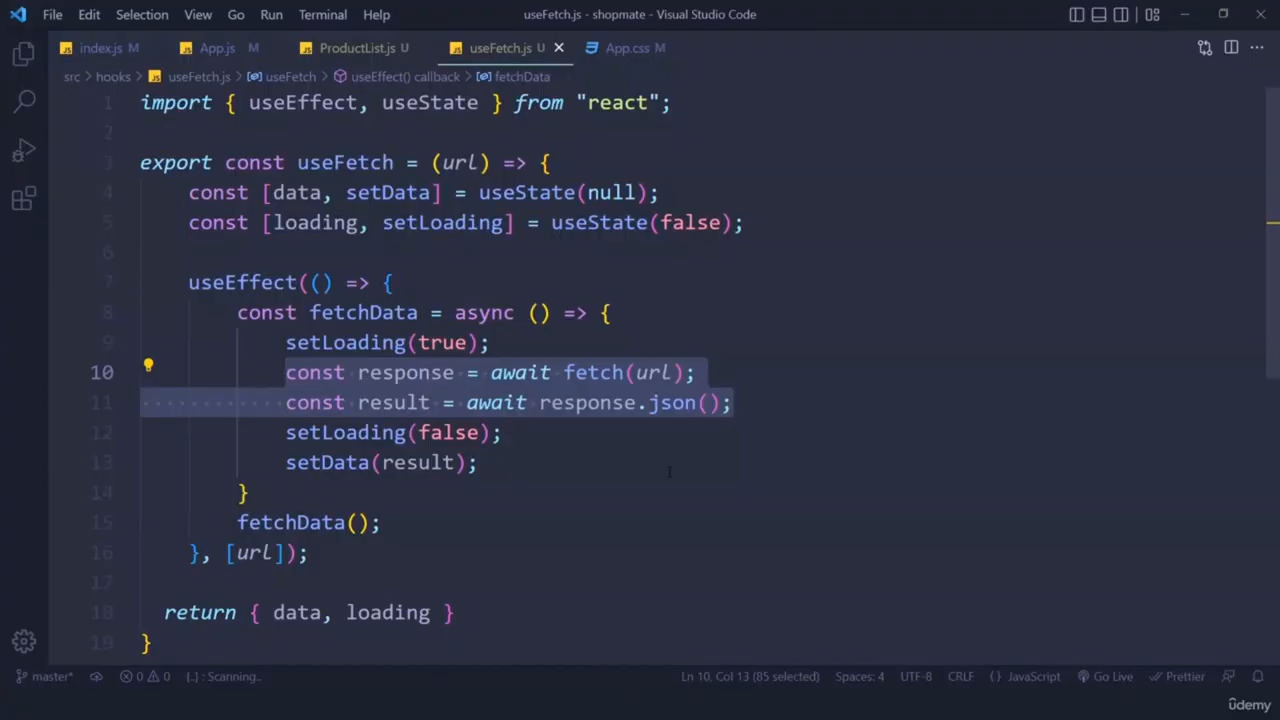 File Edit Selection View Go Run Terminal Help useFetch.js - shopmate - Visual Studio Code
index.js M App.js M ProductList.js U useFetch.js U App.css M
src > hooks > useFetch.js > useFetch > useEffect() callback > fetchData
1 import { useEffect, useState } from "react";
2
3 export const useFetch = (url) => {
4 const [data, setData] = useState(null);
5 const [loading, setLoading] = useState(false);
6
7 useEffect(() => {
8 const fetchData = async () => {
9 setLoading(true);
10 const response = await fetch(url);
11 const result = await response.json();
12 setLoading(false);
13 setData(result);
14 }
15 fetchData();
16 }, [url]);
17
18 return { data, loading }
19 }
master* 0 0 [..] : Scanning.. Ln 10, Col 13 (85 selected) Spaces: 4 UTF-8 CRLF {} JavaScript Go Live Prettier
ûdemy